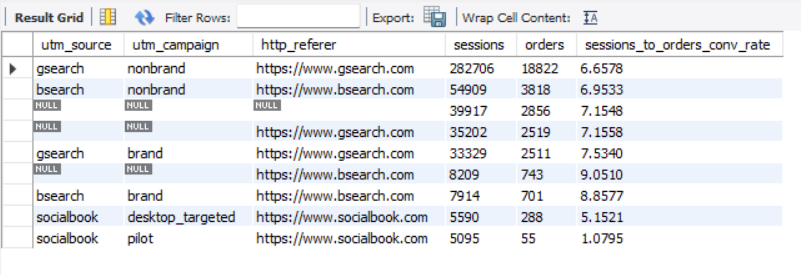 Result Grid Filter Rows: Export: Wrap Cell Content: IA
utm_source utm_campaign http_referer sessions orders sessions_to_orders_conv_rate
gsearch nonbrand https://www.gsearch.com 282706 18822 6.6578
bsearch nonbrand https://www.bsearch.com 54909 3818 6.9533
NULL NULL NULL 39917 2856 7.1548
NULL NULL https://www.gsearch.com 35202 2519 7.1558
gsearch brand https://www.gsearch.com 33329 2511 7.5340
NULL NULL https://www.bsearch.com 8209 743 9.0510
bsearch brand https://www.bsearch.com 7914 701 8.8577
socialbook desktop_targeted https://www.socialbook.com 5590 288 5.1521
socialbook pilot https://www.socialbook.com 5095 55 1.0795